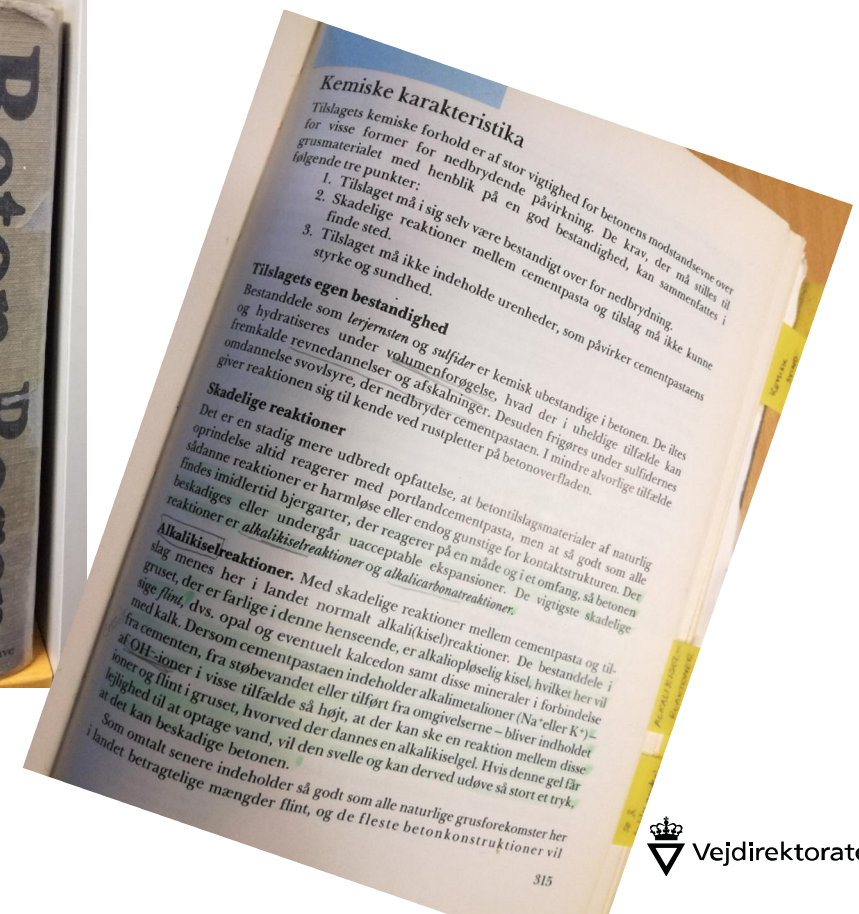 Beton-Bogen
Kemiske karakteristika
Tilslagets kemiske forhold er af stor vigtighed for betonens modstandsevne over
for visse former for nedbrydende påvirkning. De krav, der må stilles til
grusmaterialet med henblik på en god bestandighed, kan sammenfattes i
følgende tre punkter:
1. Tilslaget må i sig selv være bestandigt over for nedbrydning.
2. Skadelige reaktioner mellem cementpasta og tilslag må ikke kunne
finde sted.
3. Tilslaget må ikke indeholde urenheder, som påvirker cementpastaens
styrke og sundhed.
Tilslagets egen bestandighed
Bestanddele som lerjernsten og sulfider er kemisk ubestandige i betonen. De iltes
og hydratiseres under volumenforøgelse, hvad der i uheldige tilfælde kan
fremkalde revnedannelser og afskalninger. Desuden frigøres under sulfidernes
omdannelse svovlsyre, der nedbryder cementpastaen. I mindre alvorlige tilfælde
giver reaktionen sig til kende ved rustpletter på betonoverfladen.
Skadelige reaktioner
Det er en stadig mere udbredt opfattelse, at betontilslagsmaterialer af naturlig
oprindelse altid reagerer med portlandcementpasta, men at så godt som alle
sådanne reaktioner er harmløse eller endog gunstige for kontaktstrukturen. Der
findes imidlertid bjergarter, der reagerer på en måde og i et omfang, så betonen
beskadiges eller undergår uacceptable ekspansioner. De vigtigste skadelige
reaktioner er alkalikiselreaktioner og alkalicarbonatreaktioner.
Alkalikiselreaktioner. Med skadelige reaktioner mellem cementpasta og til-
slag menes her i landet normalt alkali(kisel)reaktioner. De bestanddele i
gruset, der er farlige i denne henseende, er alkaliopløselig kisel, hvilket her vil
sige flint, dvs. opal og eventuelt kalcedon samt disse mineraler i forbindelse
med kalk. Dersom cementpastaen indeholder alkalimetalioner (Na⁺eller K⁺) –
fra cementen, fra støbevandet eller tilført fra omgivelserne – bliver indholdet
af OH⁻-ioner i visse tilfælde så højt, at der kan ske en reaktion mellem disse
ioner og flint i gruset, hvorved der dannes en alkalikiselgel. Hvis denne gel får
lejlighed til at optage vand, vil den svelle og kan derved udøve så stort et tryk,
at det kan beskadige betonen.
Som omtalt senere indeholder så godt som alle naturlige grusforekomster her
i landet betragtelige mængder flint, og de fleste betonkonstruktioner vil
315
KEMISK
ALKALIKISEL-
REAKTIONER
Vejdirektorate